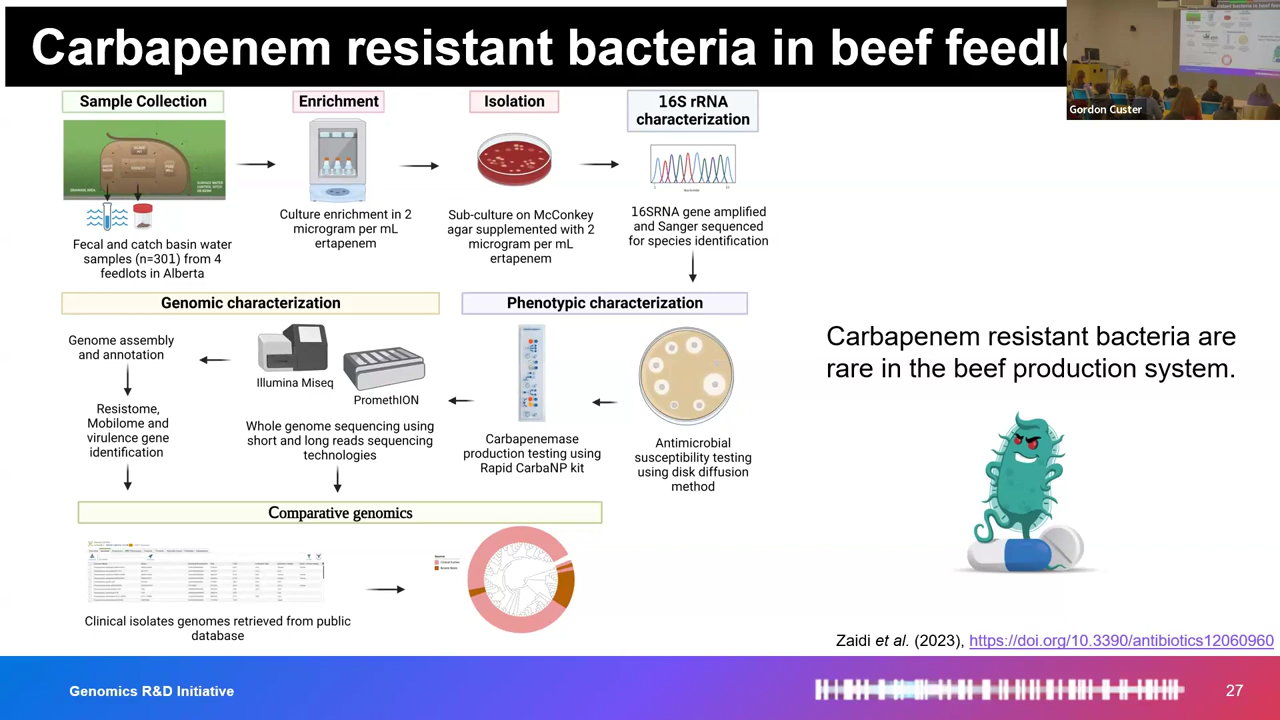 Carbapenem resistant bacteria in beef feedl
Gordon Custer
Sample Collection
Enrichment
Isolation
16S rRNA
characterization
Fecal and catch basin water
samples (n=301) from 4
feedlots in Alberta
Culture enrichment in 2
microgram per mL
ertapenem
Sub-culture on McConkey
agar supplemented with 2
microgram per mL
ertapenem
16SRNA gene amplified
and Sanger sequenced
for species identification
Genomic characterization
Phenotypic characterization
Genome assembly
and annotation
Resistome,
Mobilome and
virulence gene
identification
Illumina Miseq
PromethION
Whole genome sequencing using
short and long reads sequencing
technologies
Carbapenemase
production testing using
Rapid CarbaNP kit
Antimicrobial
susceptibility testing
using disk diffusion
method
Carbapenem resistant bacteria are
rare in the beef production system.
Comparative genomics
Clinical isolates genomes retrieved from public
database
Zaidi et al. (2023), https://doi.org/10.3390/antibiotics12060960
Genomics R&D Initiative
27